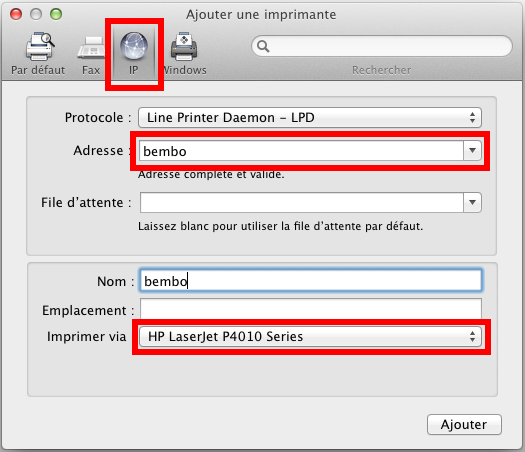 Ajouter une imprimante
Par défaut Fax IP Windows Rechercher
Protocole : Line Printer Daemon – LPD
Adresse : bembo
Adresse complète et valide.
File d'attente :
Laissez blanc pour utiliser la file d'attente par défaut.
Nom : bembo
Emplacement :
Imprimer via HP LaserJet P4010 Series
Ajouter